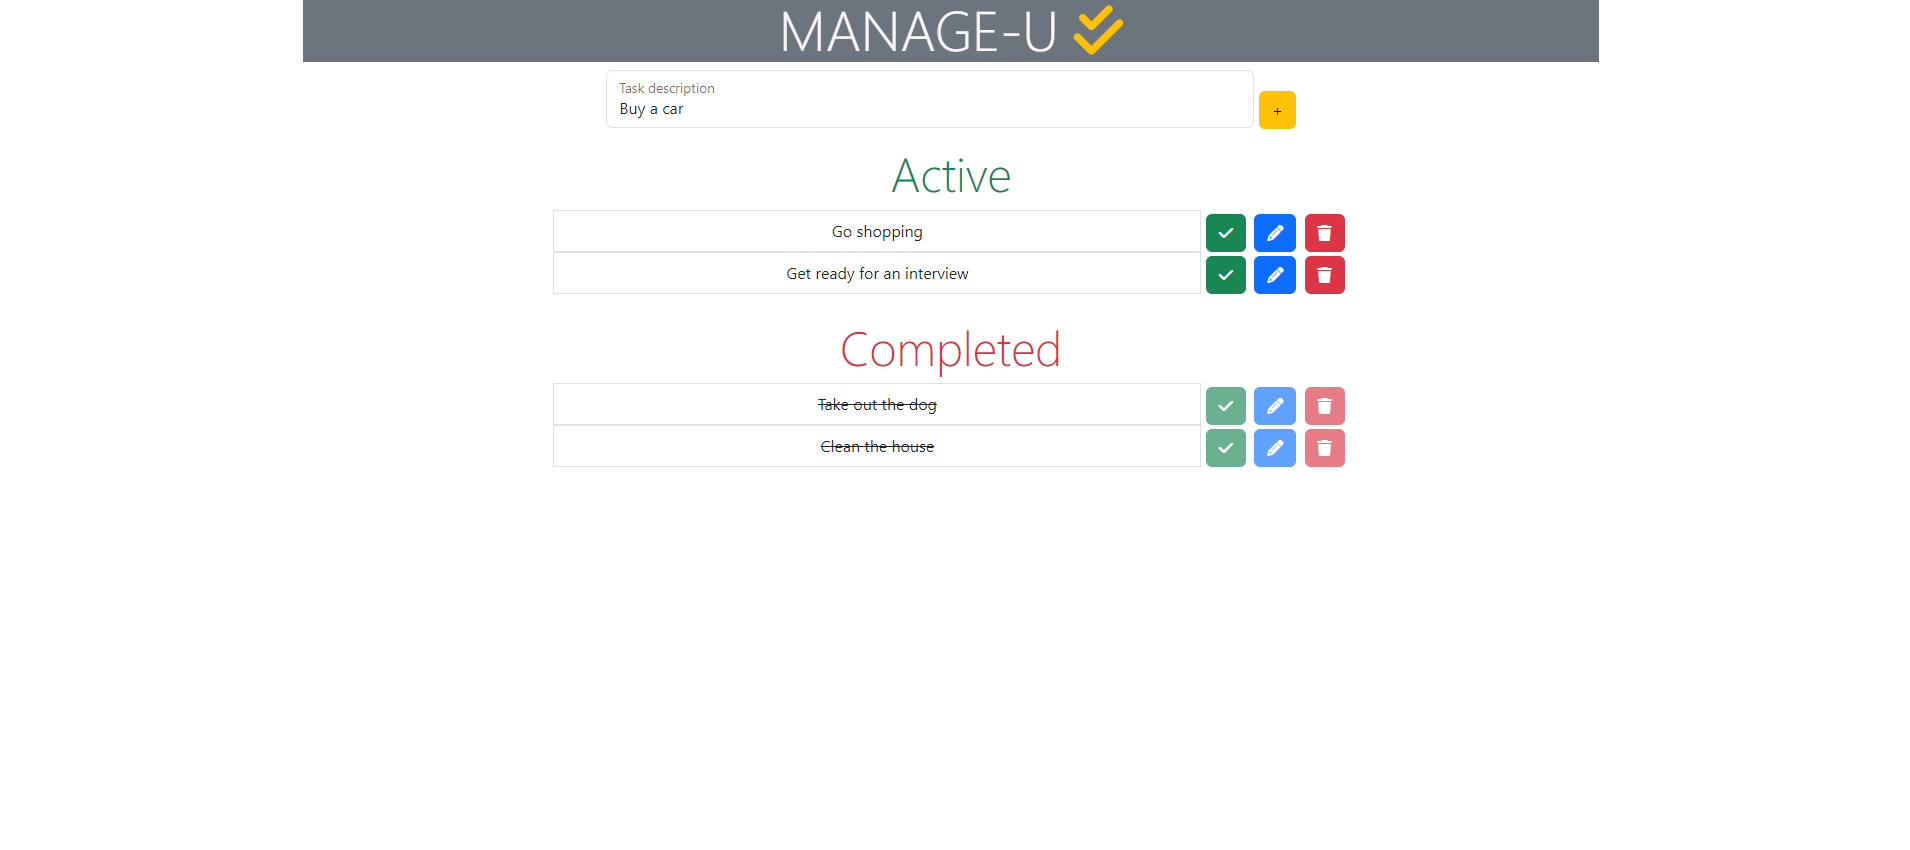 MANAGE-U
Task description
Buy a car
+
Active
Go shopping
Get ready for an interview
Completed
Take out the dog
Clean the house